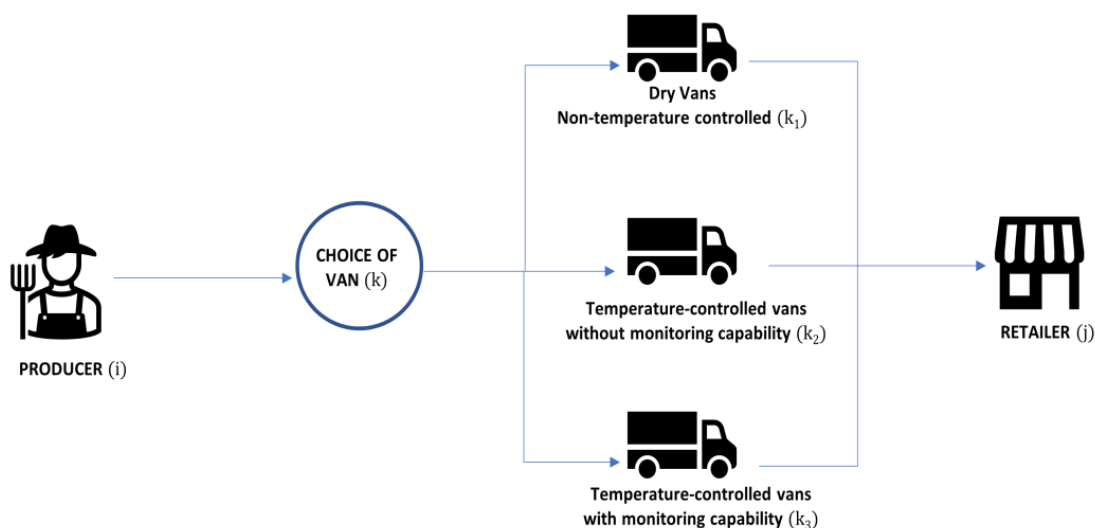 Dry Vans
Non-temperature controlled (k₁)
CHOICE OF
VAN (k)
Temperature-controlled vans
without monitoring capability (k₂)
PRODUCER (i)
RETAILER (j)
Temperature-controlled vans
with monitoring capability (k₃)